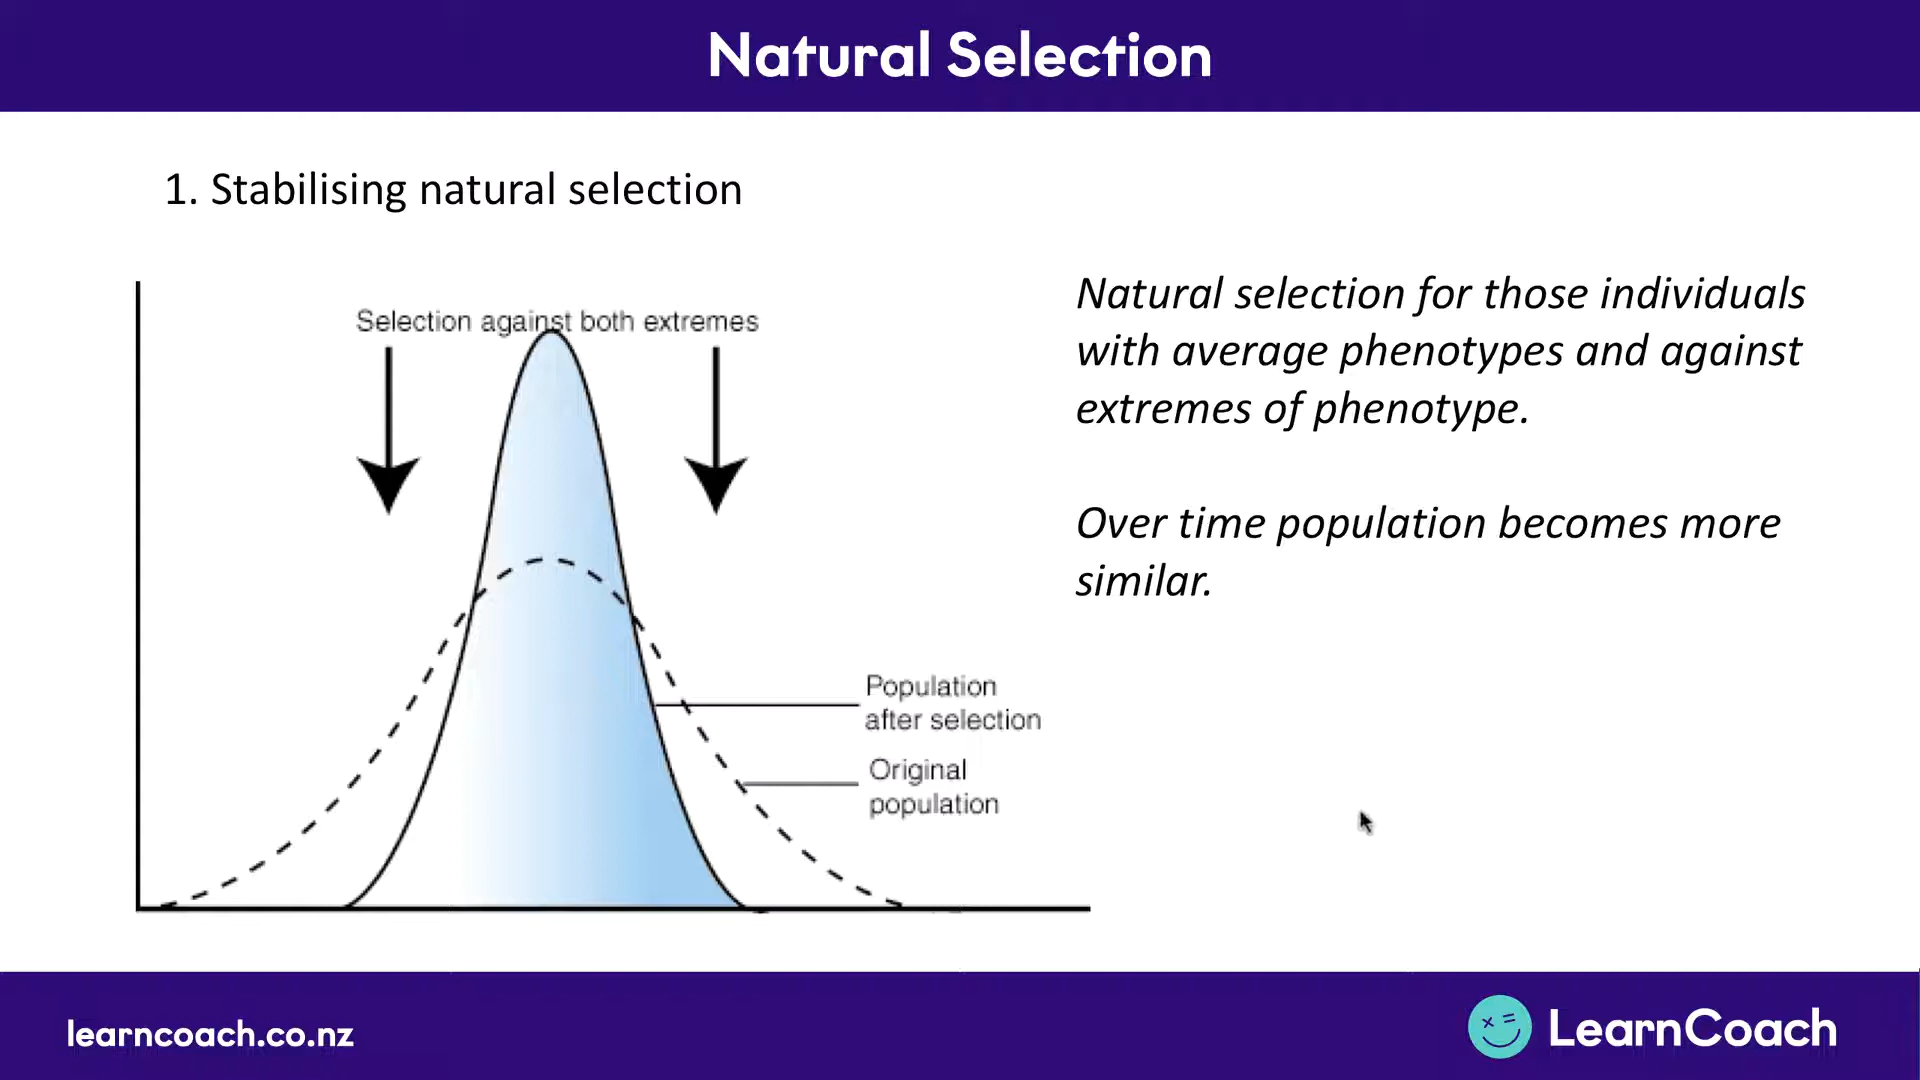 Natural Selection
1. Stabilising natural selection
Selection against both extremes
Natural selection for those individuals
with average phenotypes and against
extremes of phenotype.
Over time population becomes more
similar.
Population
after selection
Original
population
learncoach.co.nz
LearnCoach